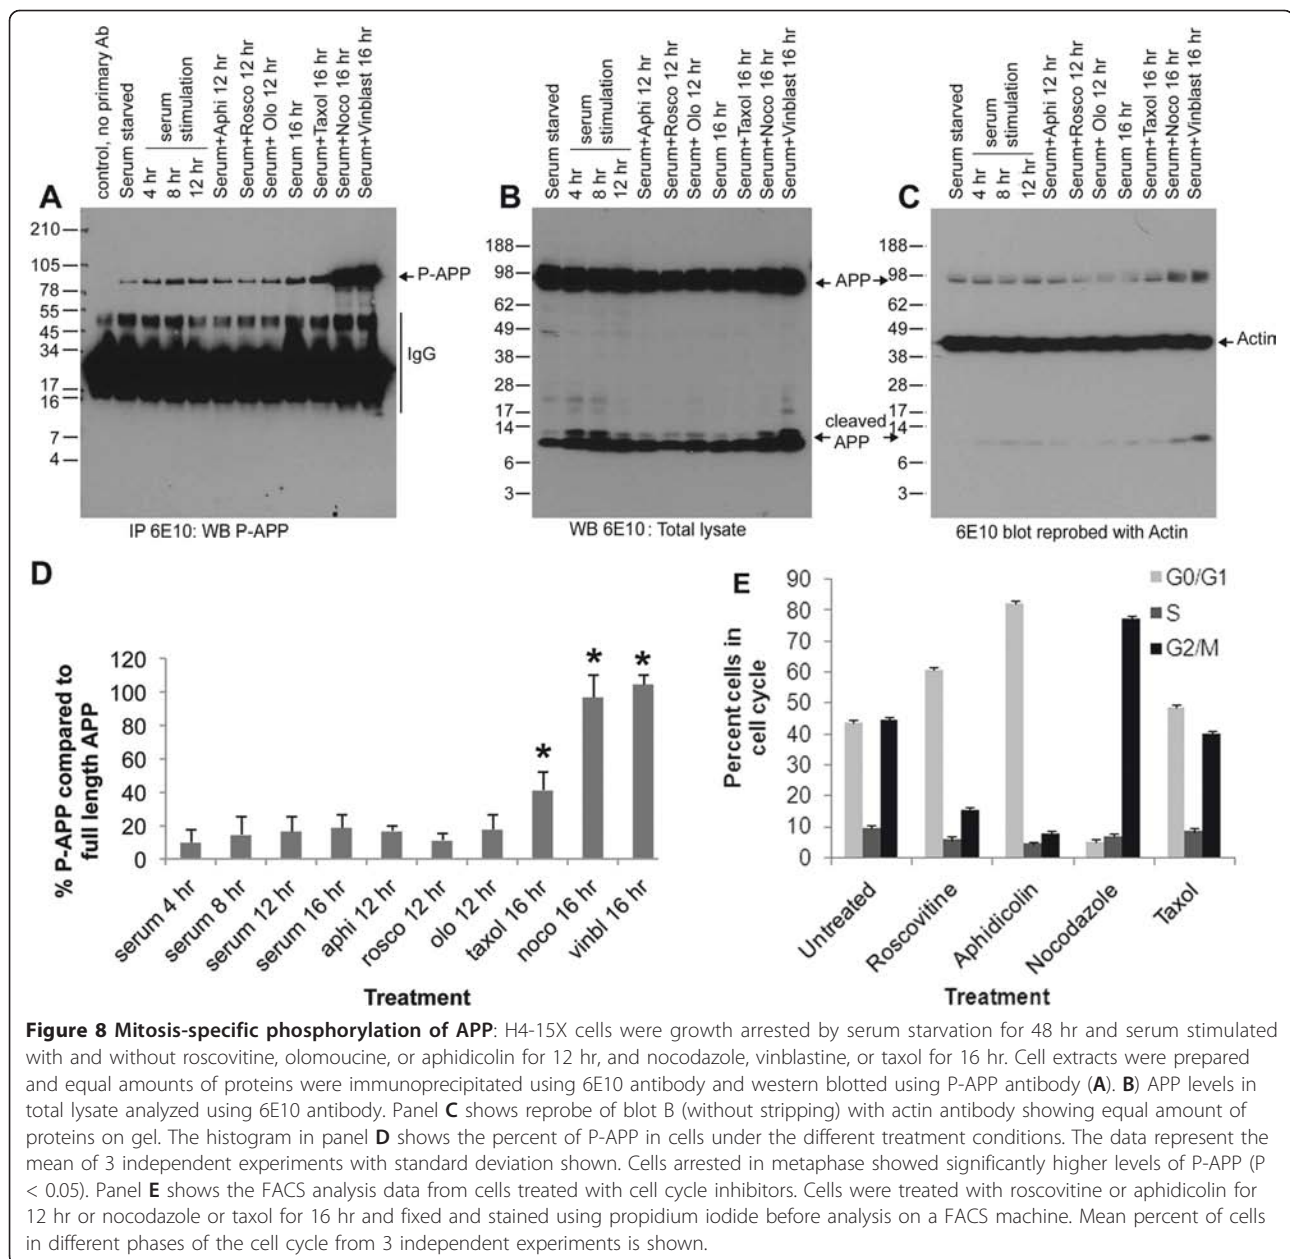 control, no primary Ab
Serum starved
4 hr
8 hr
12 hr
serum
stimulation
Serum+Aphi 12 hr
Serum+Rosco 12 hr
Serum+ Olo 12 hr
Serum 16 hr
Serum+Taxol 16 hr
Serum+Noco 16 hr
Serum+Vinblast 16 hr
A
210
105
78
55
45
34
17
16
7
4
P-APP
IgG
IP 6E10: WB P-APP
Serum starved
4 hr
8 hr
12 hr
serum
stimulation
Serum+Aphi 12 hr
Serum+Rosco 12 hr
Serum+ Olo 12 hr
Serum 16 hr
Serum+Taxol 16 hr
Serum+Noco 16 hr
Serum+Vinblast 16 hr
B
188
98
62
49
38
28
17
14
6
3
APP
cleaved
APP
WB 6E10 : Total lysate
Serum starved
4 hr
8 hr
12 hr
serum
stimulation
Serum+Aphi 12 hr
Serum+Rosco 12 hr
Serum+ Olo 12 hr
Serum 16 hr
Serum+Taxol 16 hr
Serum+Noco 16 hr
Serum+Vinblast 16 hr
C
188
98
62
49
38
28
17
14
6
3
Actin
6E10 blot reprobed with Actin
D
% P-APP compared to
full length APP
120
100
80
60
40
20
0
*
*
*
serum 4 hr
serum 8 hr
serum 12 hr
serum 16 hr
aphi 12 hr
rosco 12 hr
olo 12 hr
taxol 16 hr
noco 16 hr
vinbl 16 hr
Treatment
E
Percent cells in
cell cycle
90
80
70
60
50
40
30
20
10
0
G0/G1
S
G2/M
Untreated
Roscovitine
Aphidicolin
Nocodazole
Taxol
Treatment
Figure 8 Mitosis-specific phosphorylation of APP: H4-15X cells were growth arrested by serum starvation for 48 hr and serum stimulated
with and without roscovitine, olomoucine, or aphidicolin for 12 hr, and nocodazole, vinblastine, or taxol for 16 hr. Cell extracts were prepared
and equal amounts of proteins were immunoprecipitated using 6E10 antibody and western blotted using P-APP antibody (A). B) APP levels in
total lysate analyzed using 6E10 antibody. Panel C shows reprobe of blot B (without stripping) with actin antibody showing equal amount of
proteins on gel. The histogram in panel D shows the percent of P-APP in cells under the different treatment conditions. The data represent the
mean of 3 independent experiments with standard deviation shown. Cells arrested in metaphase showed significantly higher levels of P-APP (P
< 0.05). Panel E shows the FACS analysis data from cells treated with cell cycle inhibitors. Cells were treated with roscovitine or aphidicolin for
12 hr or nocodazole or taxol for 16 hr and fixed and stained using propidium iodide before analysis on a FACS machine. Mean percent of cells
in different phases of the cell cycle from 3 independent experiments is shown.